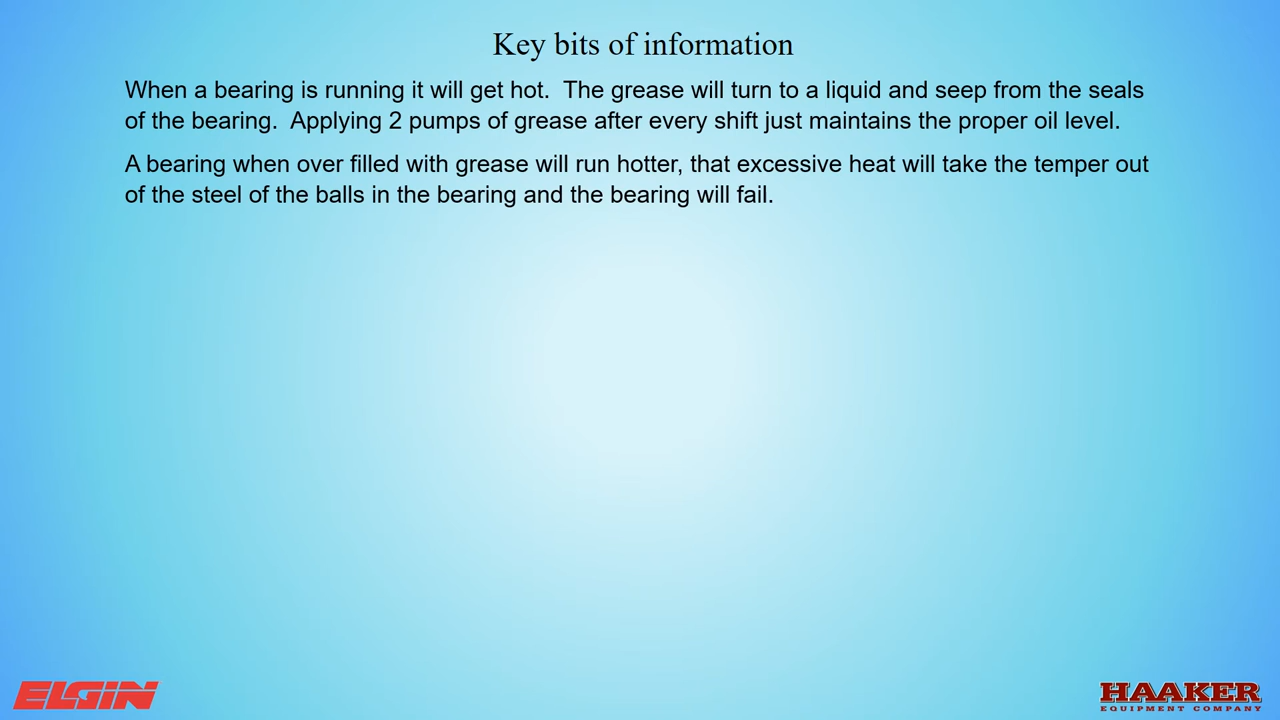 Key bits of information
When a bearing is running it will get hot.  The grease will turn to a liquid and seep from the seals
of the bearing.  Applying 2 pumps of grease after every shift just maintains the proper oil level.
A bearing when over filled with grease will run hotter, that excessive heat will take the temper out
of the steel of the balls in the bearing and the bearing will fail.
ELGIN
HAAKER
EQUIPMENT COMPANY